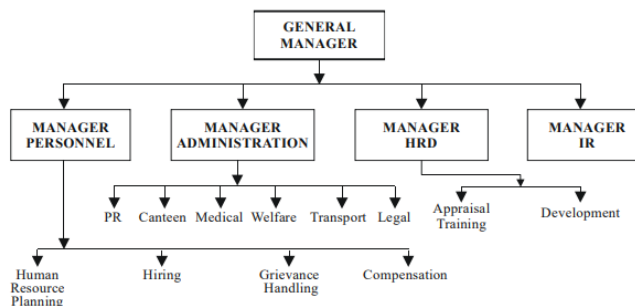 GENERAL
MANAGER
MANAGER
PERSONNEL
MANAGER
ADMINISTRATION
MANAGER
HRD
MANAGER
IR
PR
Canteen
Medical
Welfare
Transport
Legal
Appraisal
Training
Development
Human
Resource
Planning
Hiring
Grievance
Handling
Compensation